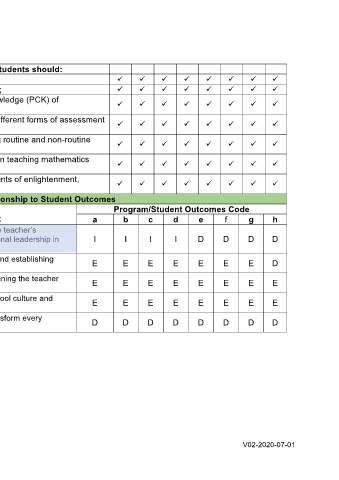 tudents should:
✓ ✓ ✓ ✓ ✓ ✓ ✓ ✓
; ✓ ✓ ✓ ✓ ✓ ✓ ✓ ✓
wledge (PCK) of ✓ ✓ ✓ ✓ ✓ ✓ ✓ ✓
fferent forms of assessment ✓ ✓ ✓ ✓ ✓ ✓ ✓ ✓
g routine and non-routine ✓ ✓ ✓ ✓ ✓ ✓ ✓ ✓
n teaching mathematics ✓ ✓ ✓ ✓ ✓ ✓ ✓ ✓
nts of enlightenment, ✓ ✓ ✓ ✓ ✓ ✓ ✓ ✓
onship to Student Outcomes
Program/Student Outcomes Code
: a b c d e f g h
e teacher's
onal leadership in I I I I D D D D
nd establishing E E E E E E E D
ening the teacher E E E E E E E E
ool culture and E E E E E E E E
sform every D D D D D D D D
V02-2020-07-01